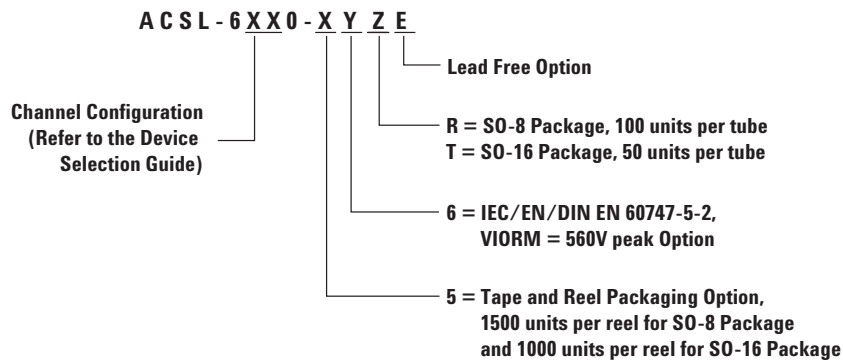 ACSL-6XX0-XYZE
Lead Free Option
Channel Configuration
(Refer to the Device
Selection Guide)
R = SO-8 Package, 100 units per tube
T = SO-16 Package, 50 units per tube
6 = IEC/EN/DIN EN 60747-5-2,
VIORM = 560V peak Option
5 = Tape and Reel Packaging Option,
1500 units per reel for SO-8 Package
and 1000 units per reel for SO-16 Package